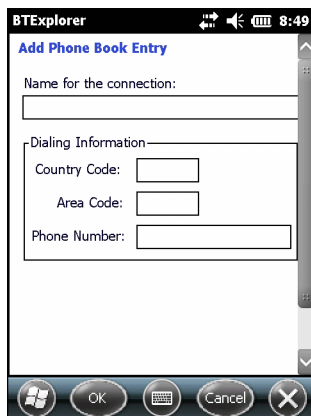 BTExplorer 8:49
Add Phone Book Entry
Name for the connection:
Dialing Information
Country Code:
Area Code:
Phone Number:
OK Cancel